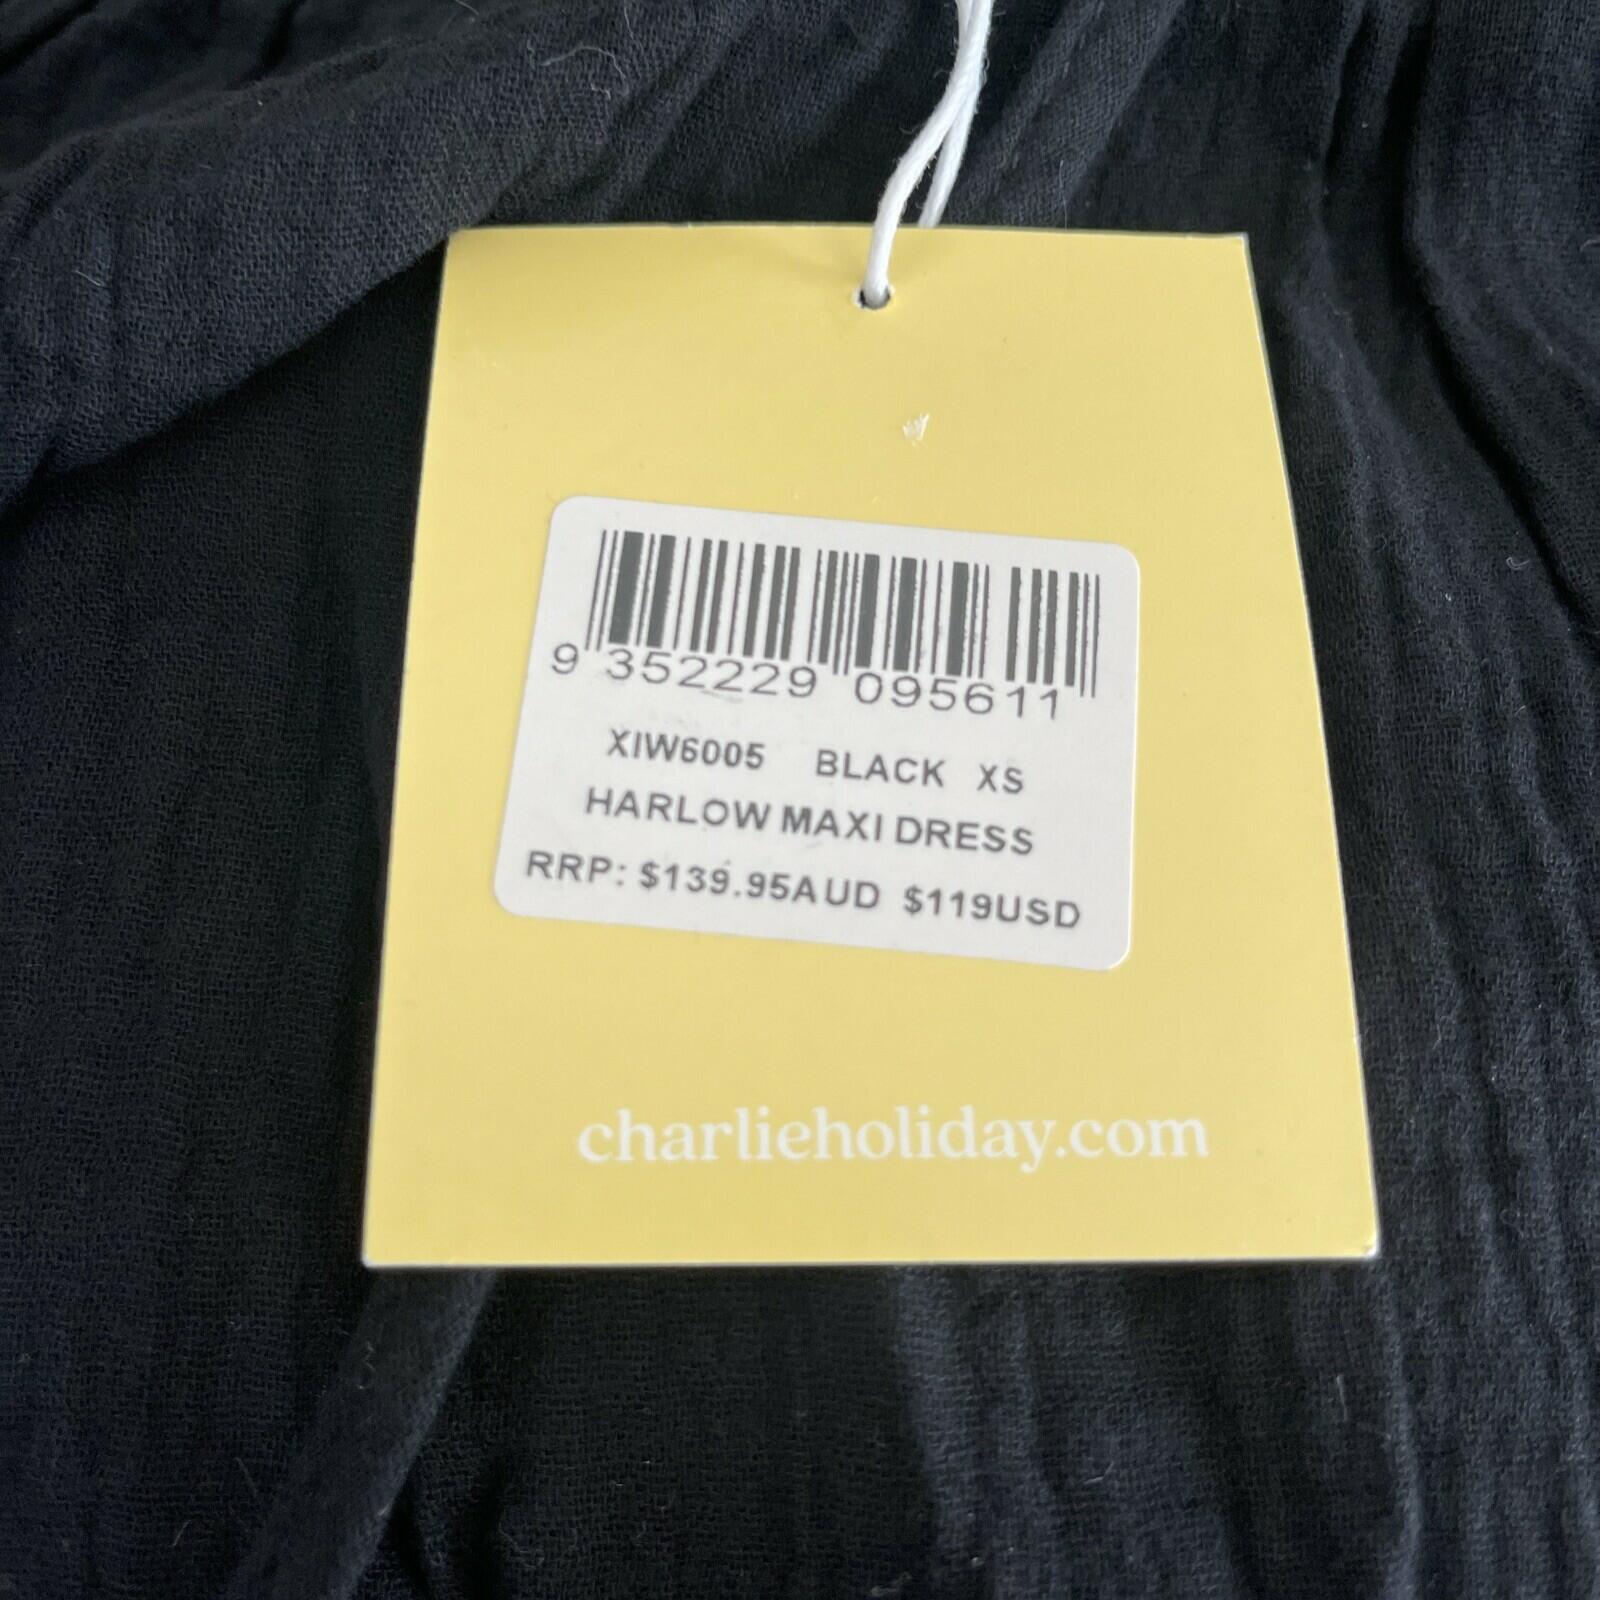 9 352229 095611
XIW6005 BLACK XS
HARLOW MAXI DRESS
RRP: $139.95AUD $119USD
charlieholiday.com